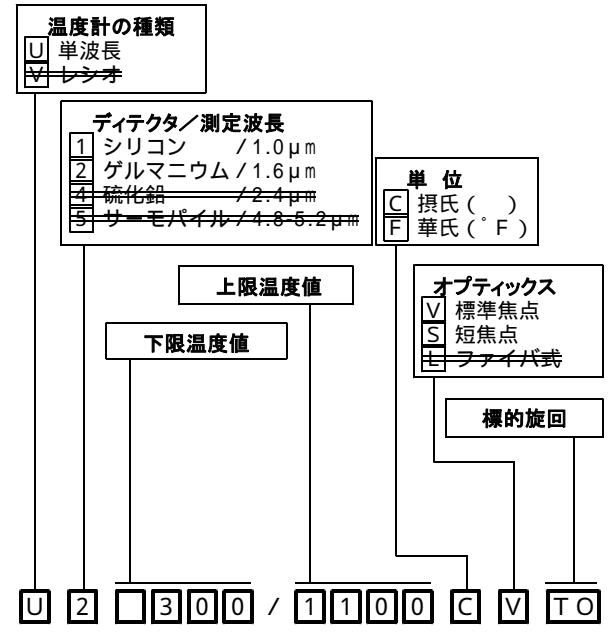 温度計の種類
U 単波長
V レシオ
ディテクタ／測定波長
1 シリコン /1.0μm
2 ゲルマニウム/1.6μm
4 硫化鉛 /2.4μm
5 サーモパイル/4.8-5.2μm
単 位
C 摂氏( )
F 華氏(゜F)
上限温度値
オプティックス
V 標準焦点
S 短焦点
L ファイバ式
下限温度値
標的旋回
U 2 300 / 1100 C V TO